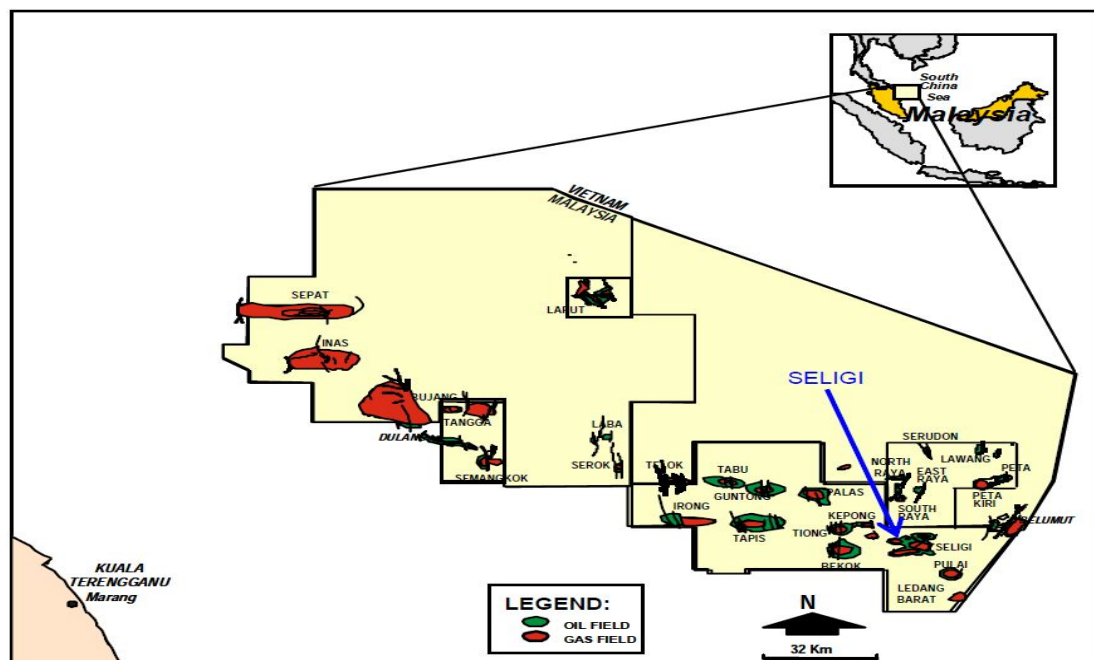 South
China
Sea
Malaysia
VIETNAM
MALAYSIA
SEPAT
LARUT
INAS
SELIGI
BUJANG
TANGGA
DULANG
SEMANGKOK
LABA
SEROK
TELOK
TABU
GUNTONG
PALAS
IRONG
TAPIS
TIONG
KEPONG
BEKOK
SERUDON
NORTH
RAYA
EAST
RAYA
SOUTH
RAYA
LAWANG
PETA
PETA
KIRI
BELUMUT
SELIGI
PULAI
LEDANG
BARAT
KUALA
TERENGGANU
Marang
LEGEND:
OIL FIELD
GAS FIELD
N
32 Km